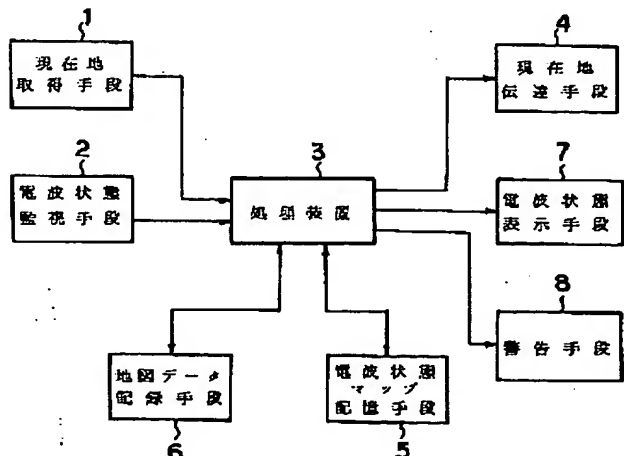 1
現在地
取得手段
4
現在地
伝達手段
2
電波状態
監視手段
3
処理装置
7
電波状態
表示手段
8
警告手段
地図データ
記録手段
6
電波状態
マップ
記憶手段
5